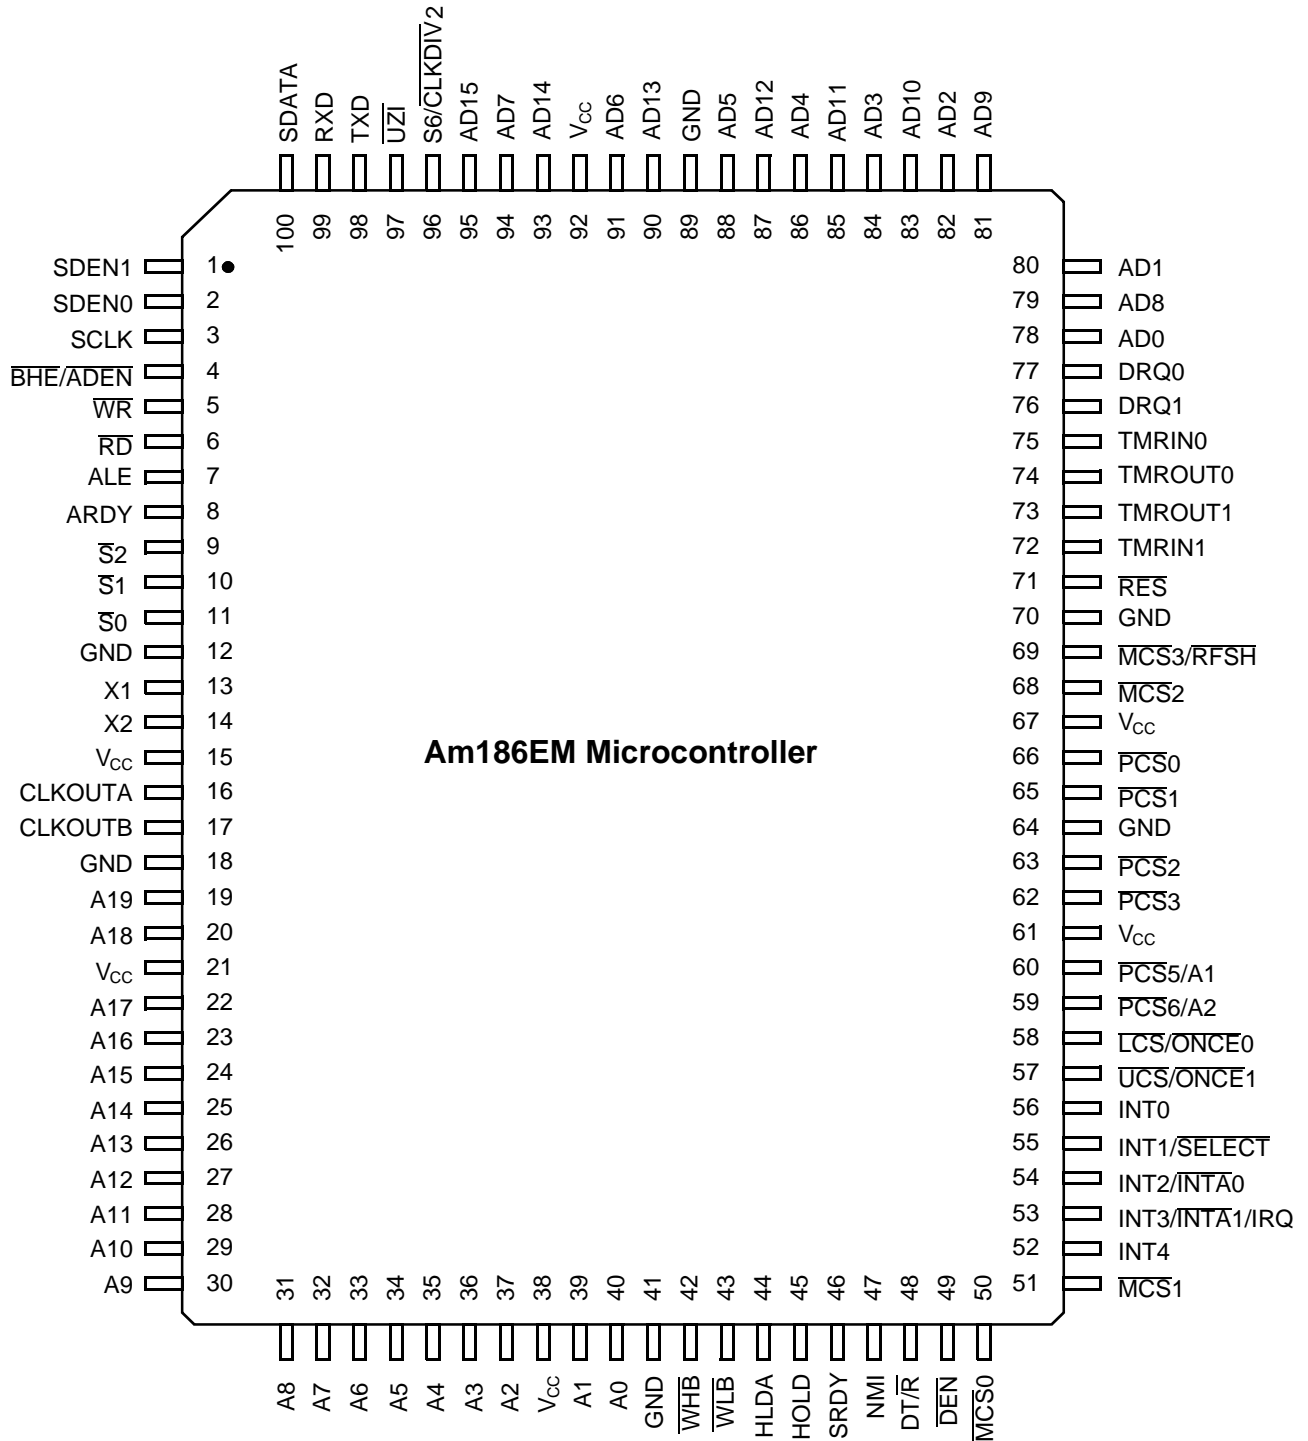 SDATA
RXD
TXD
UZI
S6/CLKDIV2
AD15
AD7
AD14
VCC
AD6
AD13
GND
AD5
AD12
AD4
AD11
AD3
AD10
AD2
AD9
100 99 98 97 96 95 94 93 92 91 90 89 88 87 86 85 84 83 82 81
SDEN1 1 80 AD1
SDEN0 2 79 AD8
SCLK 3 78 AD0
BHE/ADEN 4 77 DRQ0
WR 5 76 DRQ1
RD 6 75 TMRIN0
ALE 7 74 TMROUT0
ARDY 8 73 TMROUT1
S2 9 72 TMRIN1
S1 10 71 RES
S0 11 70 GND
GND 12 69 MCS3/RFSH
X1 13 68 MCS2
X2 14 67 VCC
VCC 15 66 PCS0
Am186EM Microcontroller
CLKOUTA 16 65 PCS1
CLKOUTB 17 64 GND
GND 18 63 PCS2
A19 19 62 PCS3
A18 20 61 VCC
VCC 21 60 PCS5/A1
A17 22 59 PCS6/A2
A16 23 58 LCS/ONCE0
A15 24 57 UCS/ONCE1
A14 25 56 INT0
A13 26 55 INT1/SELECT
A12 27 54 INT2/INTA0
A11 28 53 INT3/INTA1/IRQ
A10 29 52 INT4
A9 30 51 MCS1
31 32 33 34 35 36 37 38 39 40 41 42 43 44 45 46 47 48 49 50
A8
A7
A6
A5
A4
A3
A2
VCC
A1
A0
GND
WHB
WLB
HLDA
HOLD
SRDY
NMI
DT/R
DEN
MCS0